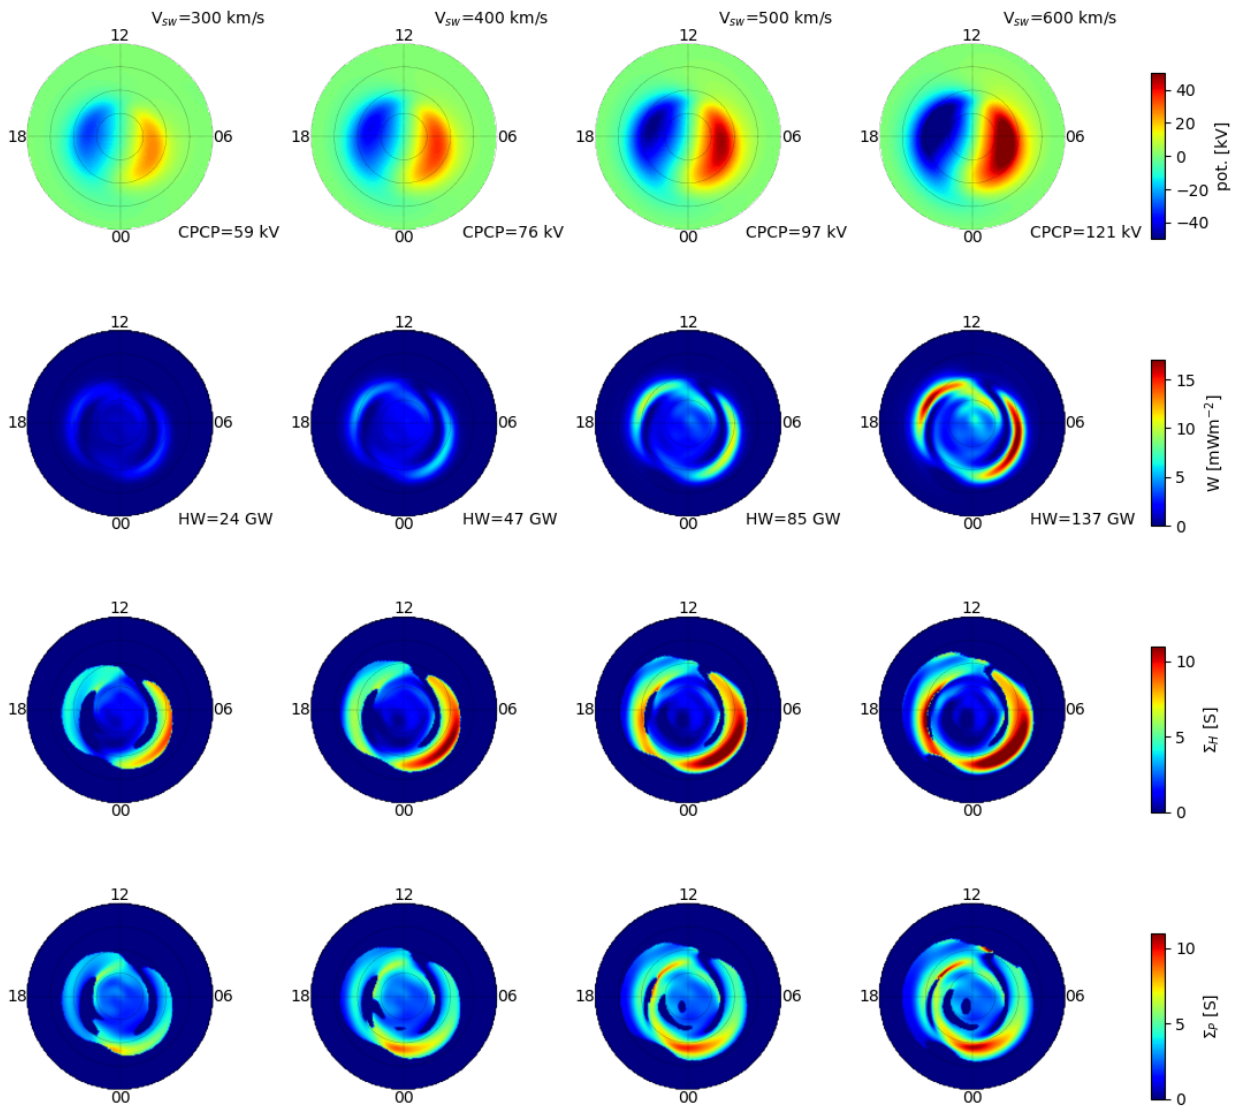 V_sw=300 km/s V_sw=400 km/s V_sw=500 km/s V_sw=600 km/s
12 12 12 12
18 06 18 06 18 06 18 06
00 00 00 00
CPCP=59 kV CPCP=76 kV CPCP=97 kV CPCP=121 kV
40
20
0
−20
−40
pot. [kV]
12 12 12 12
18 06 18 06 18 06 18 06
00 00 00 00
HW=24 GW HW=47 GW HW=85 GW HW=137 GW
15
10
5
0
W [mWm⁻²]
12 12 12 12
18 06 18 06 18 06 18 06
00 00 00 00
10
5
0
Σ_H [S]
12 12 12 12
18 06 18 06 18 06 18 06
00 00 00 00
10
5
0
Σ_P [S]